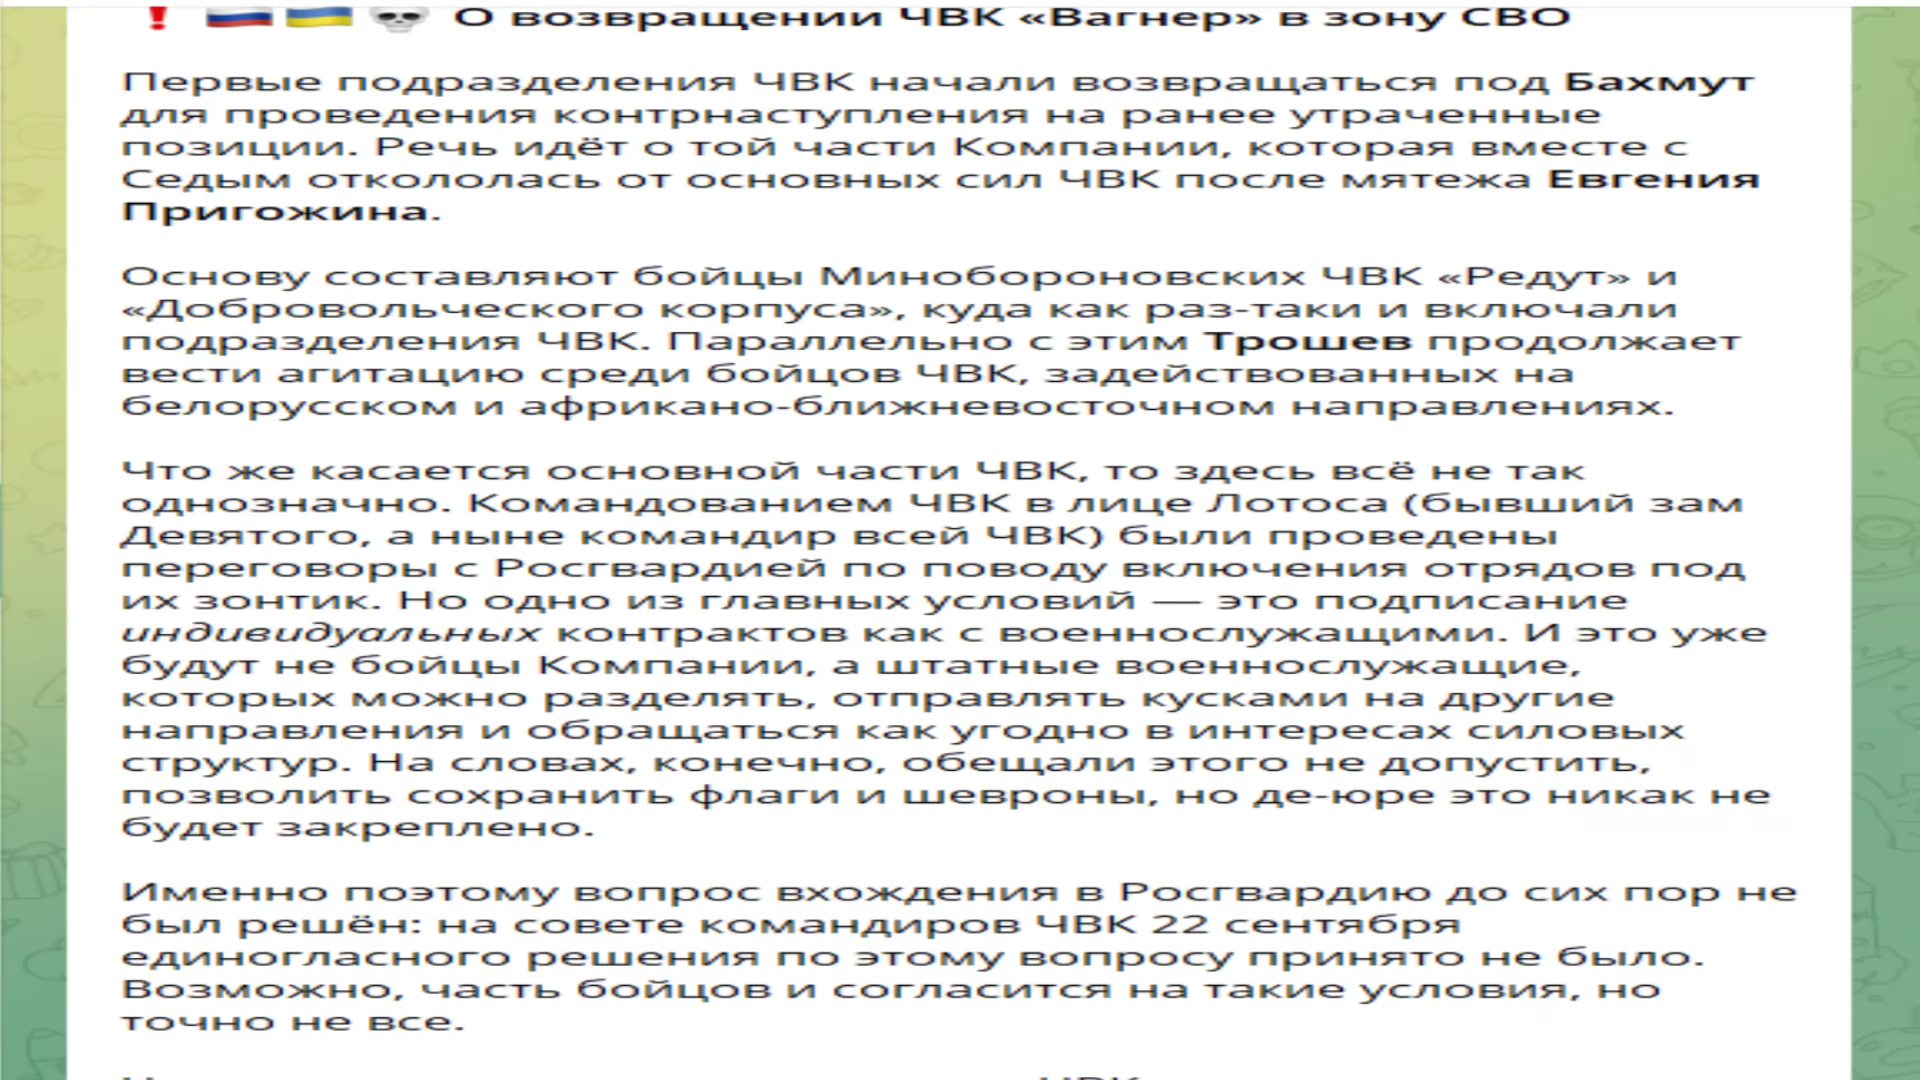 ❗🇷🇺🇺🇦💀 О возвращении ЧВК «Вагнер» в зону СВО
Первые подразделения ЧВК начали возвращаться под Бахмут
для проведения контрнаступления на ранее утраченные
позиции. Речь идёт о той части Компании, которая вместе с
Седым откололась от основных сил ЧВК после мятежа Евгения
Пригожина.
Основу составляют бойцы Минобороновских ЧВК «Редут» и
«Добровольческого корпуса», куда как раз-таки и включали
подразделения ЧВК. Параллельно с этим Трошев продолжает
вести агитацию среди бойцов ЧВК, задействованных на
белорусском и африкано-ближневосточном направлениях.
Что же касается основной части ЧВК, то здесь всё не так
однозначно. Командованием ЧВК в лице Лотоса (бывший зам
Девятого, а ныне командир всей ЧВК) были проведены
переговоры с Росгвардией по поводу включения отрядов под
их зонтик. Но одно из главных условий — это подписание
индивидуальных контрактов как с военнослужащими. И это уже
будут не бойцы Компании, а штатные военнослужащие,
которых можно разделять, отправлять кусками на другие
направления и обращаться как угодно в интересах силовых
структур. На словах, конечно, обещали этого не допустить,
позволить сохранить флаги и шевроны, но де-юре это никак не
будет закреплено.
Именно поэтому вопрос вхождения в Росгвардию до сих пор не
был решён: на совете командиров ЧВК 22 сентября
единогласного решения по этому вопросу принято не было.
Возможно, часть бойцов и согласится на такие условия, но
точно не все.